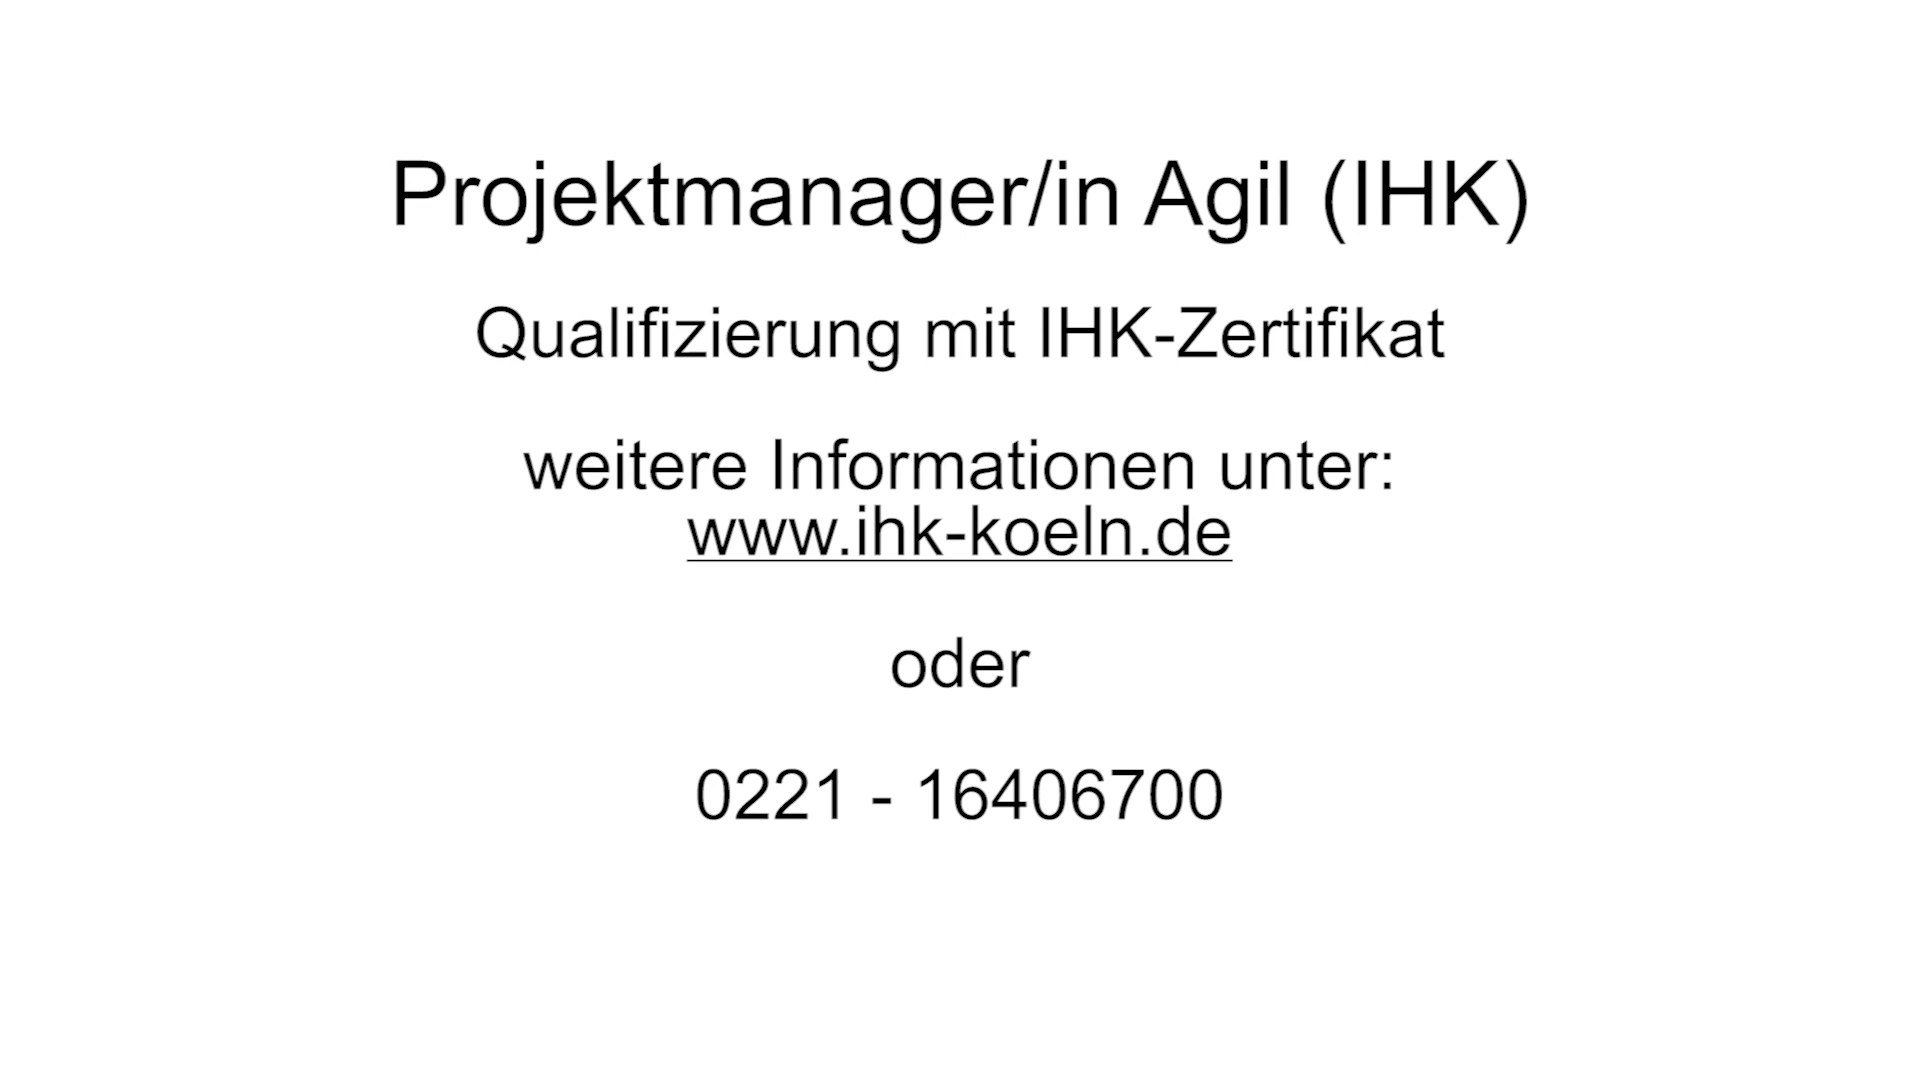 Projektmanager/in Agil (IHK)
Qualifizierung mit IHK-Zertifikat
weitere Informationen unter:
www.ihk-koeln.de
oder
0221 - 16406700